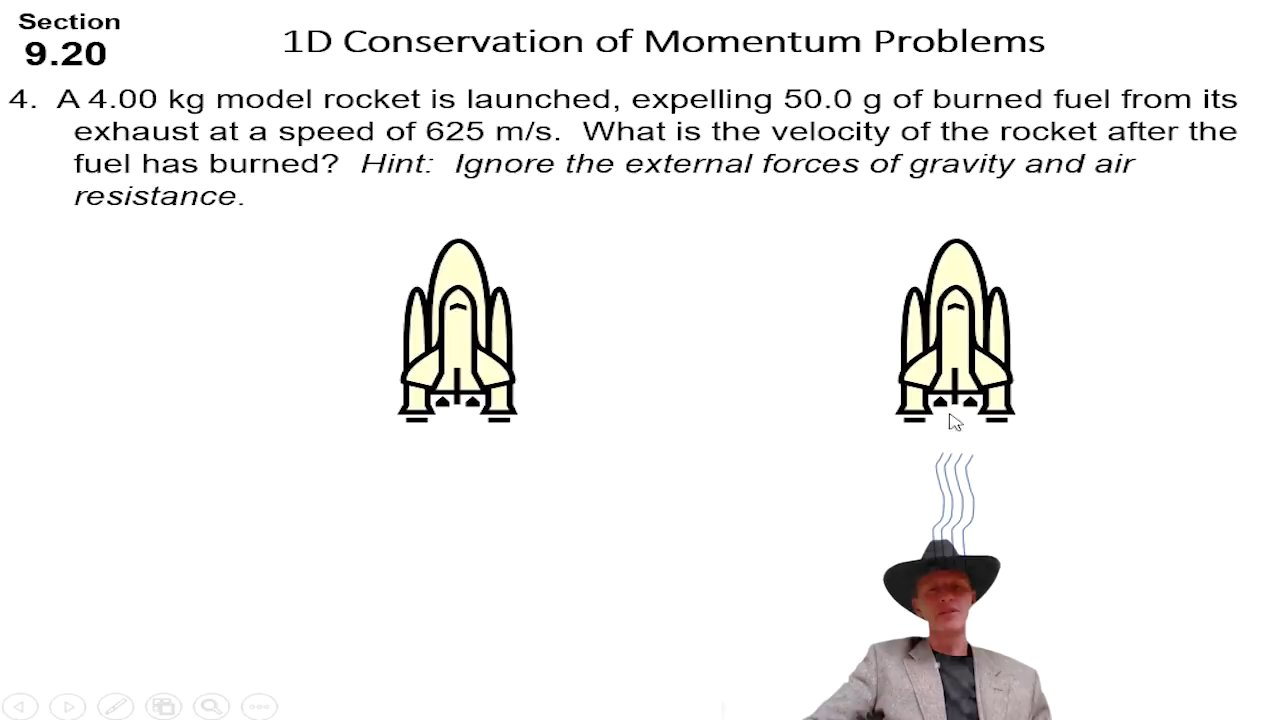 Section
9.20
1D Conservation of Momentum Problems
4. A 4.00 kg model rocket is launched, expelling 50.0 g of burned fuel from its
exhaust at a speed of 625 m/s. What is the velocity of the rocket after the
fuel has burned? Hint: Ignore the external forces of gravity and air
resistance.